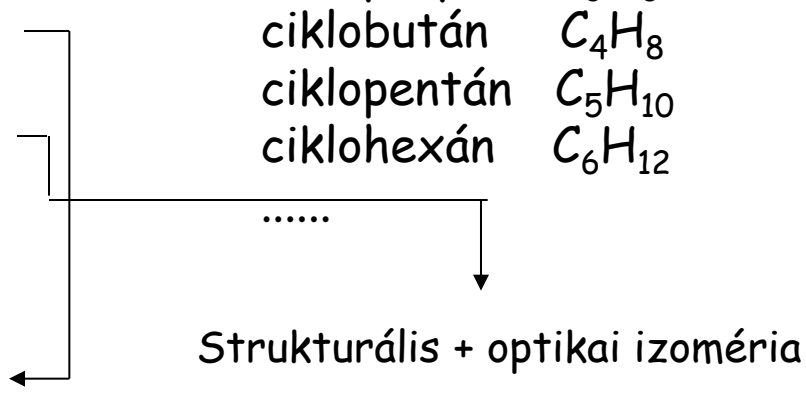 ciklobután C₄H₈
ciklopentán C₅H₁₀
ciklohexán C₆H₁₂
......
Strukturális + optikai izoméria